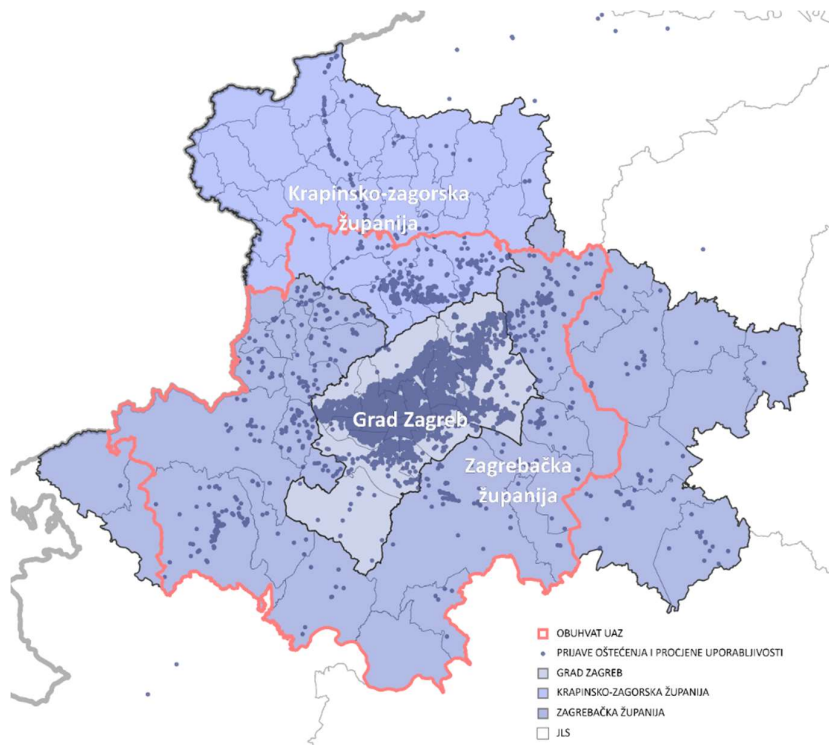 Krapinsko-zagorska
županija
Grad Zagreb
Zagrebačka
županija
OBUHVAT UAZ
PRIJAVE OŠTEĆENJA I PROCJENE UPORABLJIVOSTI
GRAD ZAGREB
KRAPINSKO-ZAGORSKA ŽUPANIJA
ZAGREBAČKA ŽUPANIJA
JLS